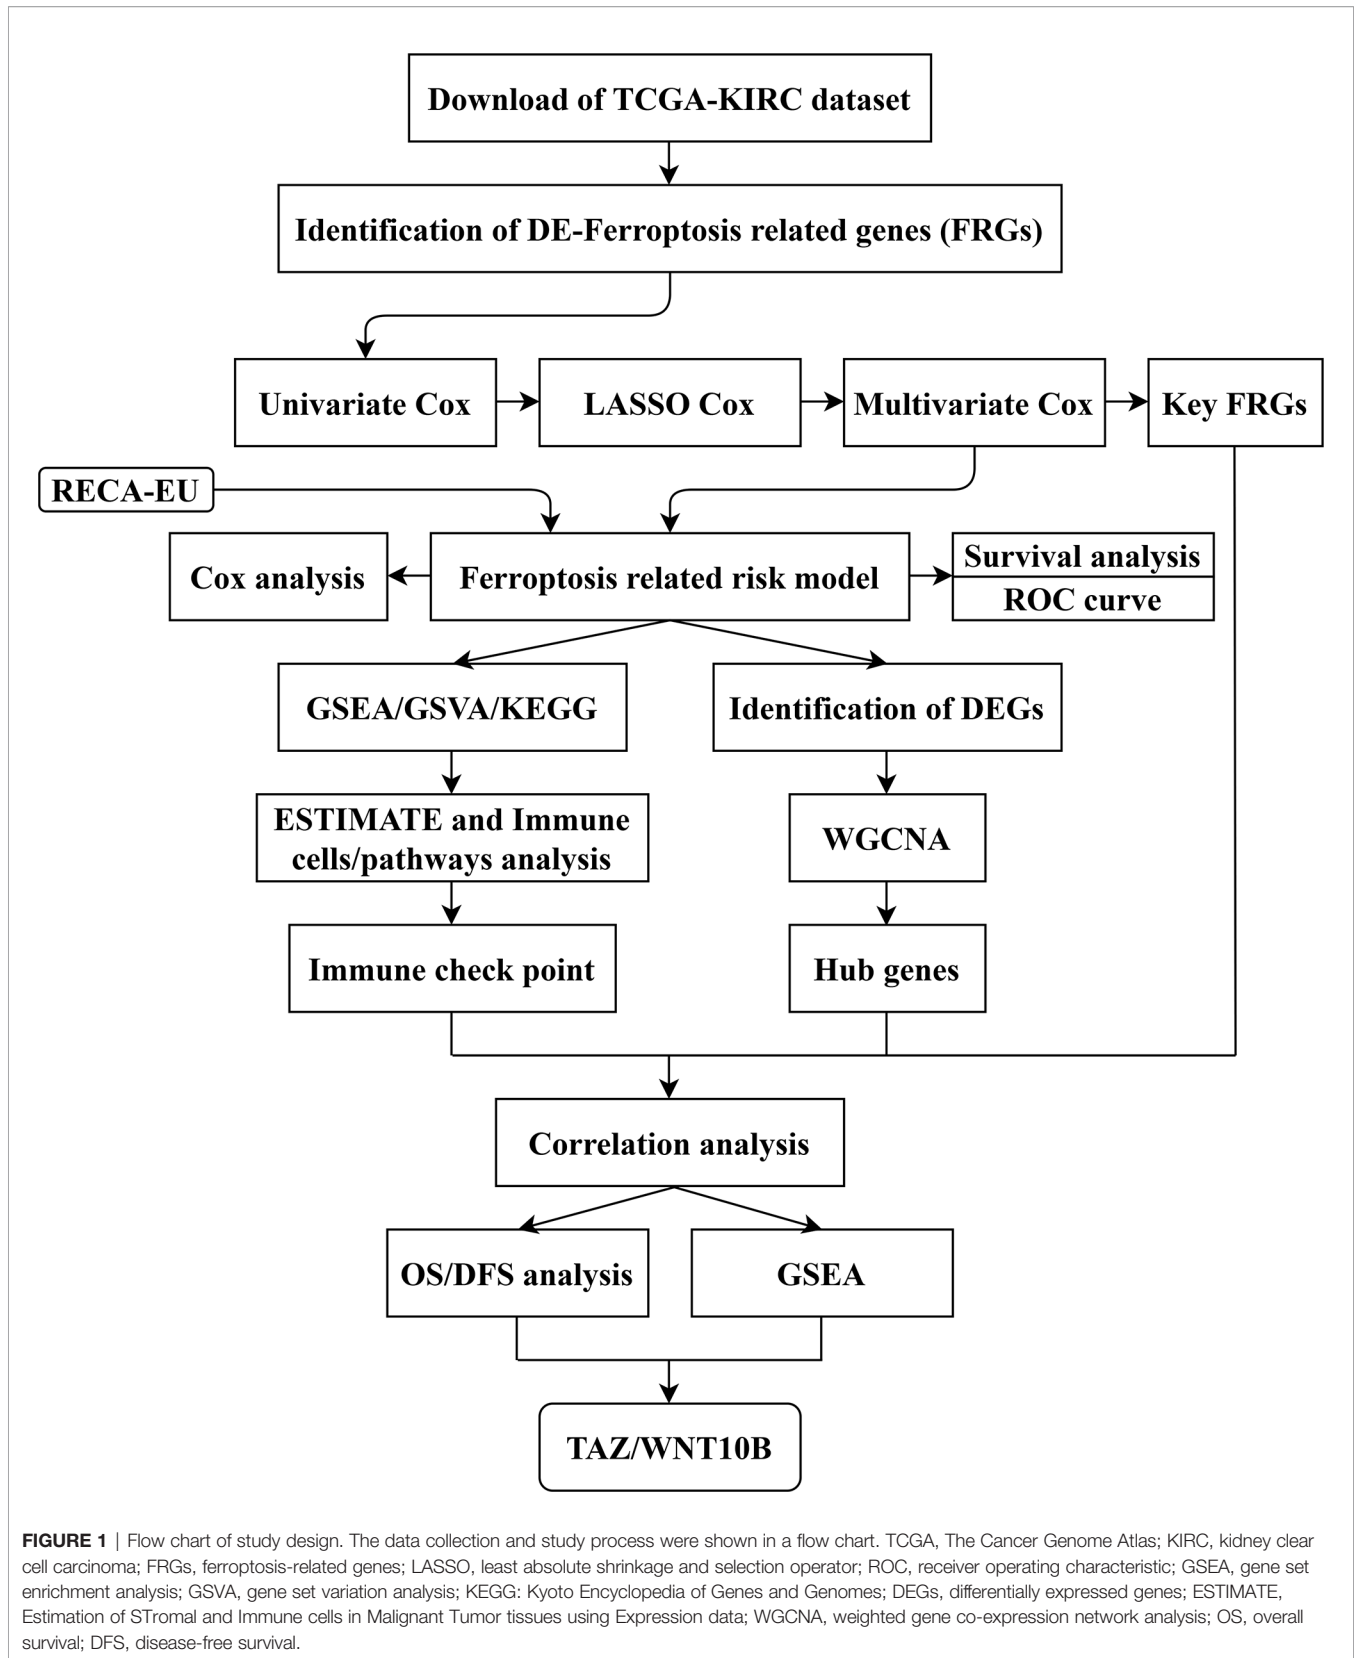 Download of TCGA-KIRC dataset
Identification of DE-Ferroptosis related genes (FRGs)
Univariate Cox
LASSO Cox
Multivariate Cox
Key FRGs
RECA-EU
Cox analysis
Ferroptosis related risk model
Survival analysis
ROC curve
GSEA/GSVA/KEGG
Identification of DEGs
ESTIMATE and Immune
cells/pathways analysis
WGCNA
Immune check point
Hub genes
Correlation analysis
OS/DFS analysis
GSEA
TAZ/WNT10B
FIGURE 1 | Flow chart of study design. The data collection and study process were shown in a flow chart. TCGA, The Cancer Genome Atlas; KIRC, kidney clear
cell carcinoma; FRGs, ferroptosis-related genes; LASSO, least absolute shrinkage and selection operator; ROC, receiver operating characteristic; GSEA, gene set
enrichment analysis; GSVA, gene set variation analysis; KEGG: Kyoto Encyclopedia of Genes and Genomes; DEGs, differentially expressed genes; ESTIMATE,
Estimation of STromal and Immune cells in Malignant Tumor tissues using Expression data; WGCNA, weighted gene co-expression network analysis; OS, overall
survival; DFS, disease-free survival.